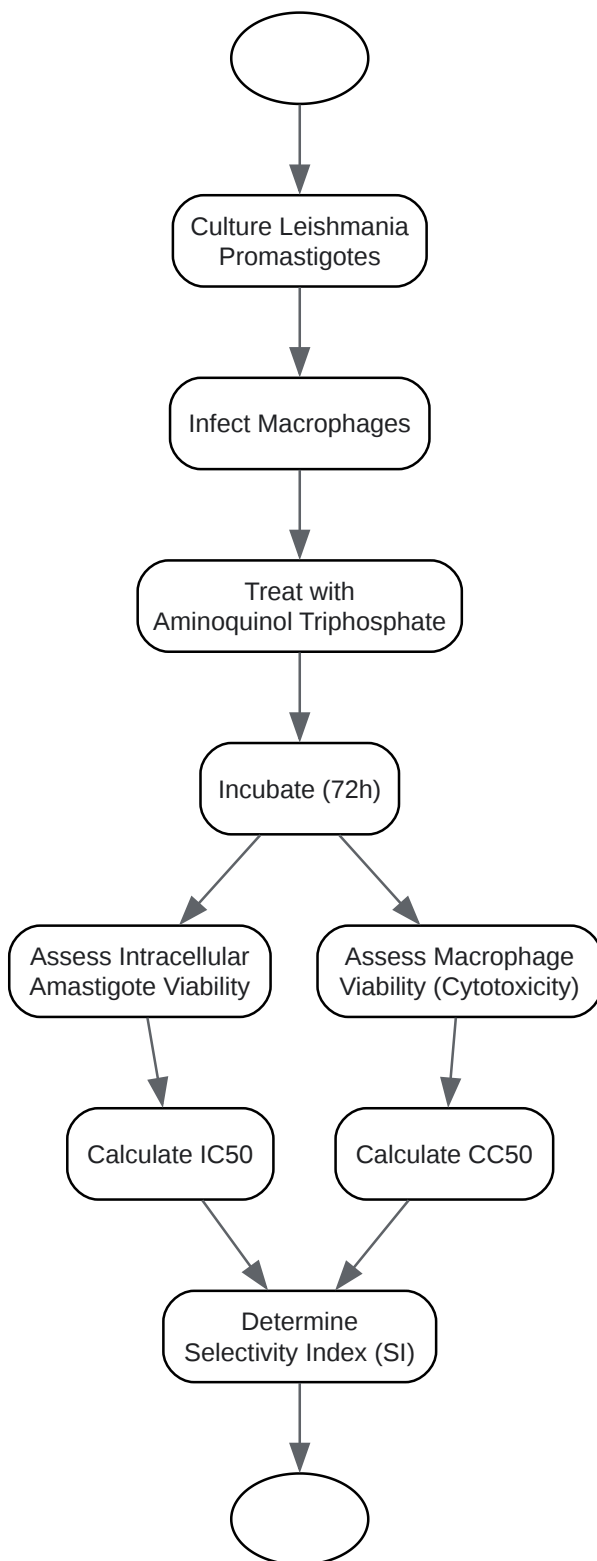 Culture Leishmania
Promastigotes
Infect Macrophages
Treat with
Aminoquinol Triphosphate
Incubate (72h)
Assess Intracellular
Amastigote Viability
Assess Macrophage
Viability (Cytotoxicity)
Calculate IC50
Calculate CC50
Determine
Selectivity Index (SI)